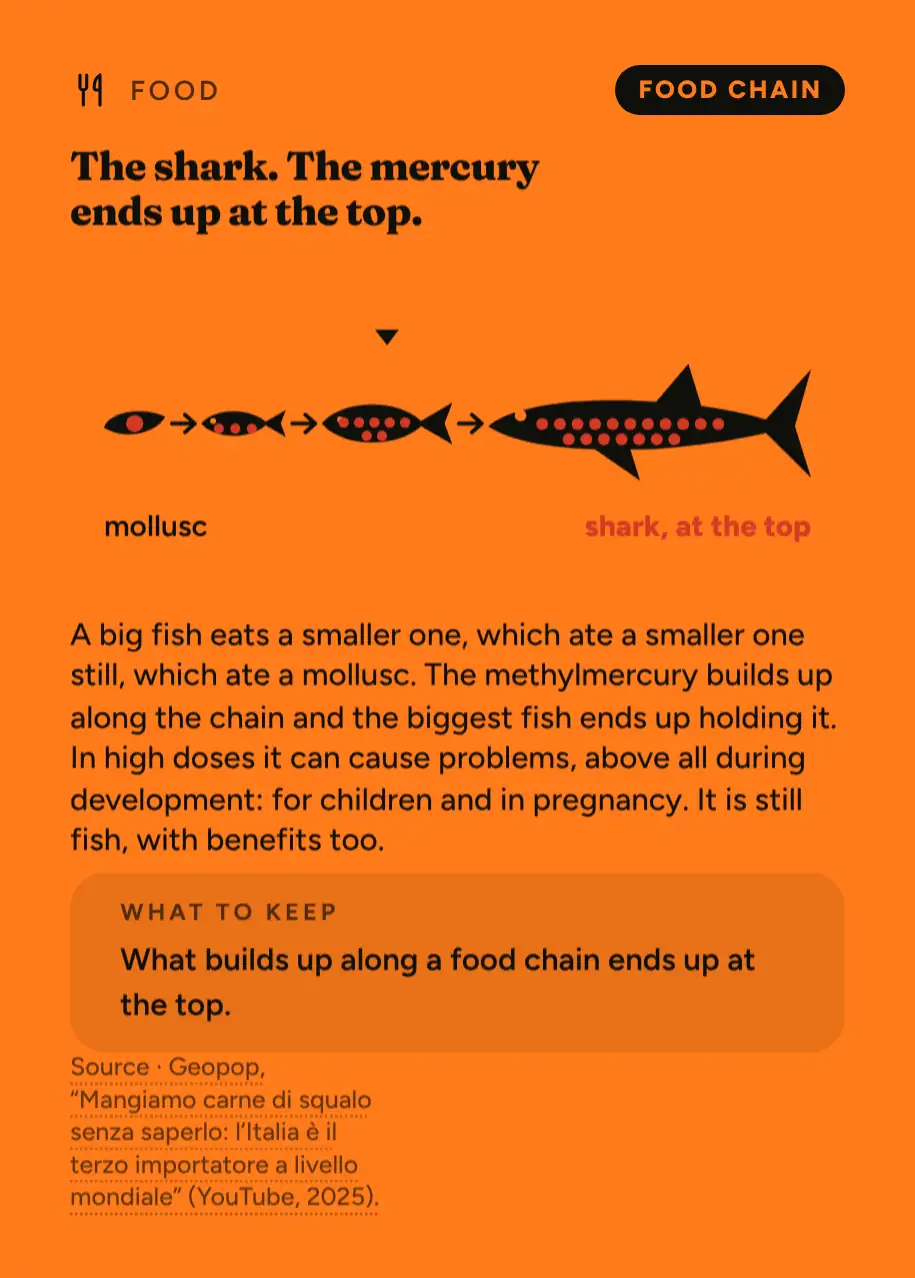 FOOD
FOOD CHAIN
The shark. The mercury
ends up at the top.
mollusc
shark, at the top
A big fish eats a smaller one, which ate a smaller one
still, which ate a mollusc. The methylmercury builds up
along the chain and the biggest fish ends up holding it.
In high doses it can cause problems, above all during
development: for children and in pregnancy. It is still
fish, with benefits too.
WHAT TO KEEP
What builds up along a food chain ends up at
the top.
Source · Geopop,
“Mangiamo carne di squalo
senza saperlo: l’Italia è il
terzo importatore a livello
mondiale” (YouTube, 2025).